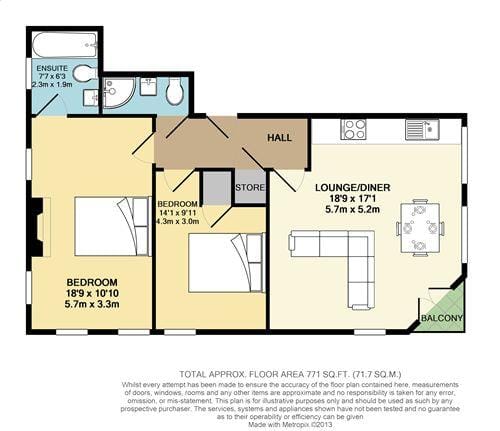 ENSUITE
7'7 x 6'3
2.3m x 1.9m
HALL
STORE
BEDROOM
14'1 x 9'11
4.3m x 3.0m
LOUNGE/DINER
18'9 x 17'1
5.7m x 5.2m
BEDROOM
18'9 x 10'10
5.7m x 3.3m
BALCONY
TOTAL APPROX. FLOOR AREA 771 SQ.FT. (71.7 SQ.M.)
Whilst every attempt has been made to ensure the accuracy of the floor plan contained here, measurements
of doors, windows, rooms and any other items are approximate and no responsibility is taken for any error,
omission, or mis-statement. This plan is for illustrative purposes only and should be used as such by any
prospective purchaser. The services, systems and appliances shown have not been tested and no guarantee
as to their operability or efficiency can be given
Made with Metropix ©2013